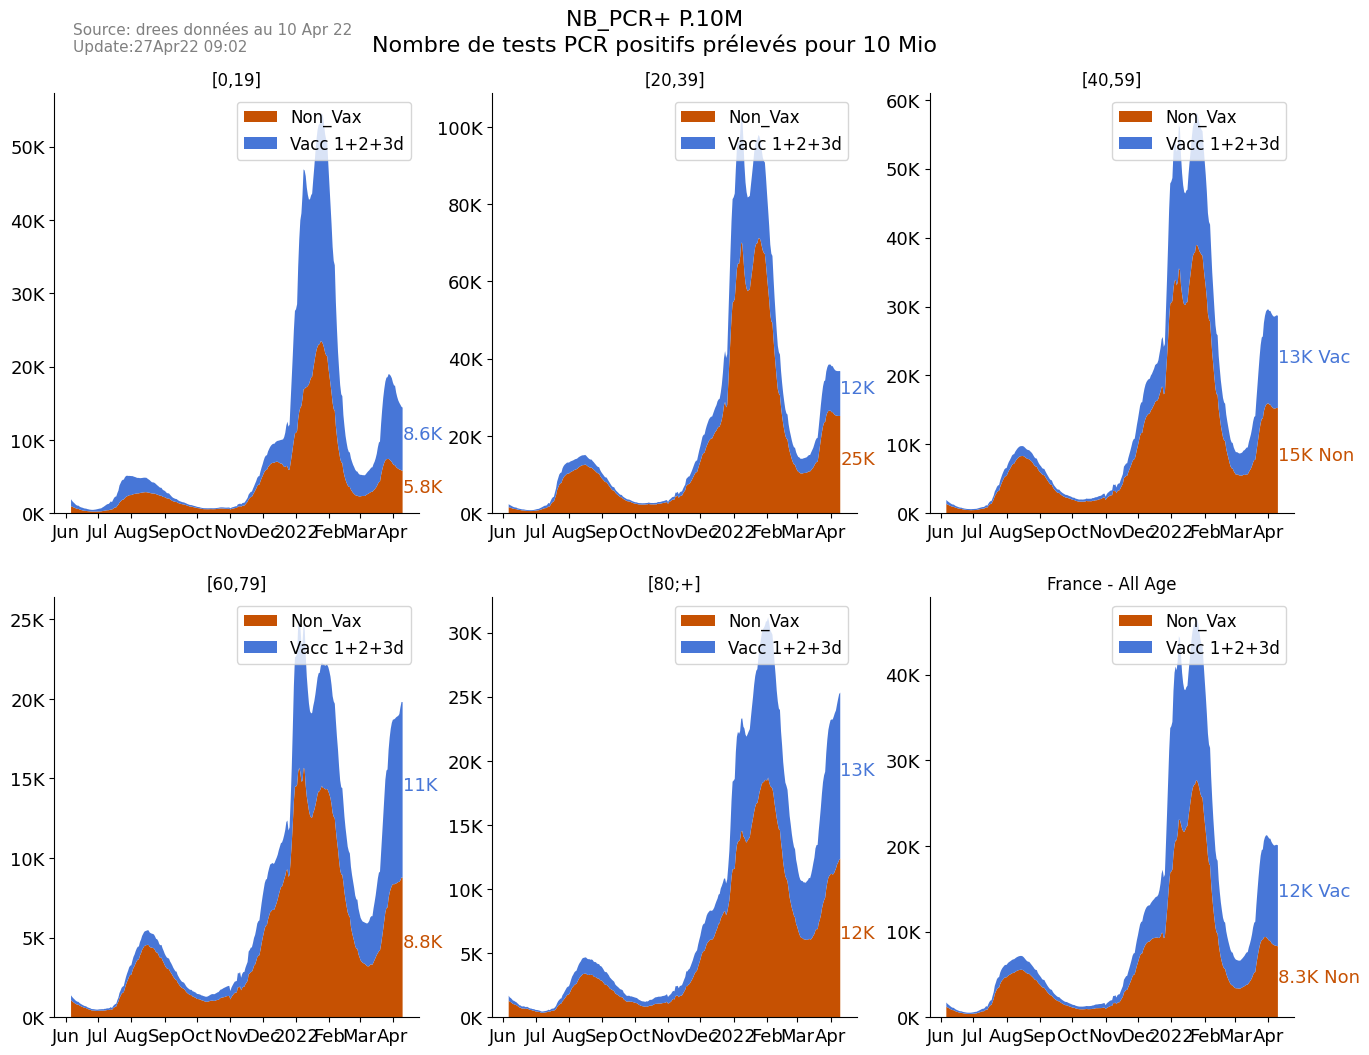 Source: drees données au 10 Apr 22
Update:27Apr22 09:02
NB_PCR+ P.10M
Nombre de tests PCR positifs prélevés pour 10 Mio
[0,19]
Non_Vax
Vacc 1+2+3d
50K
40K
30K
20K
10K
0K
8.6K
5.8K
Jun Jul Aug Sep Oct Nov Dec 2022 Feb Mar Apr
[20,39]
Non_Vax
Vacc 1+2+3d
100K
80K
60K
40K
20K
0K
12K
25K
Jun Jul Aug Sep Oct Nov Dec 2022 Feb Mar Apr
[40,59]
Non_Vax
Vacc 1+2+3d
60K
50K
40K
30K
20K
10K
0K
13K Vac
15K Non
Jun Jul Aug Sep Oct Nov Dec 2022 Feb Mar Apr
[60,79]
Non_Vax
Vacc 1+2+3d
25K
20K
15K
10K
5K
0K
11K
8.8K
Jun Jul Aug Sep Oct Nov Dec 2022 Feb Mar Apr
[80;+]
Non_Vax
Vacc 1+2+3d
30K
25K
20K
15K
10K
5K
0K
13K
12K
Jun Jul Aug Sep Oct Nov Dec 2022 Feb Mar Apr
France - All Age
Non_Vax
Vacc 1+2+3d
40K
30K
20K
10K
0K
12K Vac
8.3K Non
Jun Jul Aug Sep Oct Nov Dec 2022 Feb Mar Apr